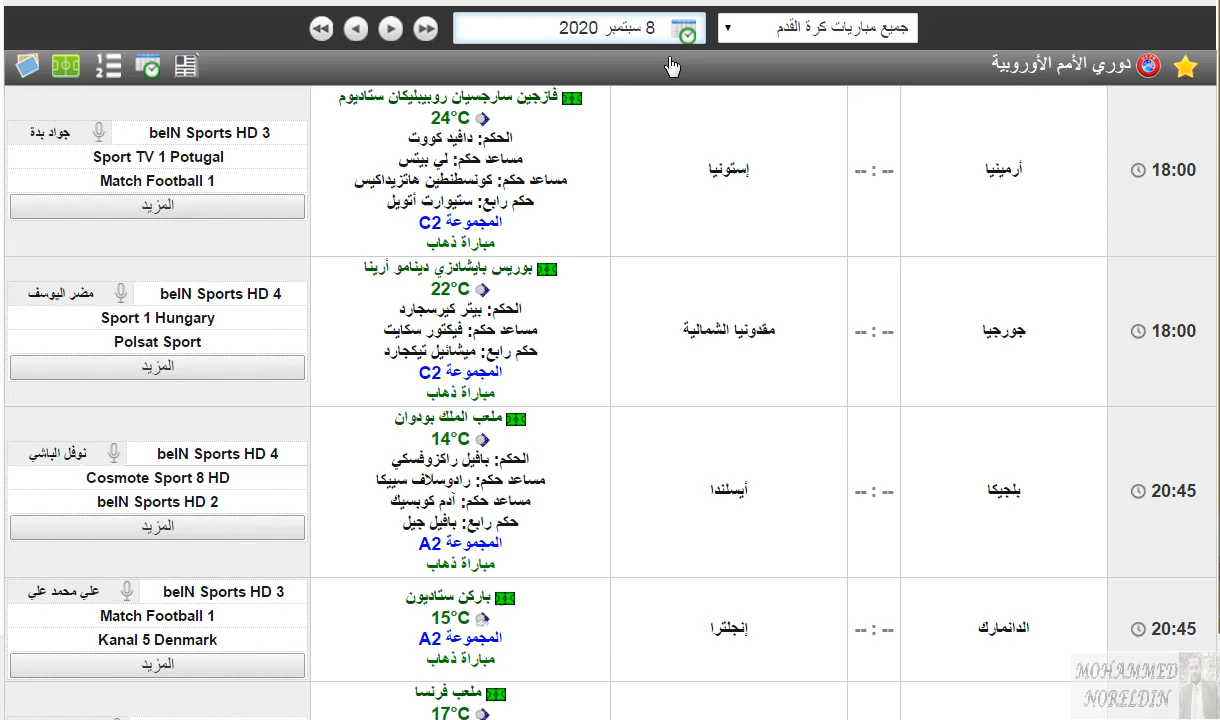 جميع مباريات كرة القدم
8 سبتمبر 2020
دوري الأمم الأوروبية
18:00
أرمينيا
-- : --
إستونيا
فازجين سارجسيان روبيبليكان ستاديوم
24°C
الحكم: دافيد كووت
مساعد حكم: لي بيتس
مساعد حكم: كونسطنطين هاتزيداكيس
حكم رابع: ستيوارت أتويل
المجموعة C2
مباراة ذهاب
beIN Sports HD 3
جواد بدة
Sport TV 1 Potugal
Match Football 1
المزيد
18:00
جورجيا
-- : --
مقدونيا الشمالية
بوريس بايشادزي دينامو أرينا
22°C
الحكم: بيتر كيرسجارد
مساعد حكم: فيكتور سكايت
حكم رابع: ميشائيل تيكجارد
المجموعة C2
مباراة ذهاب
beIN Sports HD 4
مضر اليوسف
Sport 1 Hungary
Polsat Sport
المزيد
20:45
بلجيكا
-- : --
أيسلندا
ملعب الملك بودوان
14°C
الحكم: بافيل راكزوفسكي
مساعد حكم: رادوسلاف سييكا
مساعد حكم: آدم كوبسيك
حكم رابع: بافيل جيل
المجموعة A2
مباراة ذهاب
beIN Sports HD 4
نوفل الباشي
Cosmote Sport 8 HD
beIN Sports HD 2
المزيد
20:45
الدانمارك
-- : --
إنجلترا
باركن ستاديون
15°C
المجموعة A2
مباراة ذهاب
beIN Sports HD 3
علي محمد علي
Match Football 1
Kanal 5 Denmark
المزيد
ملعب فرنسا
17°C
MOHAMMED
NORELDIN